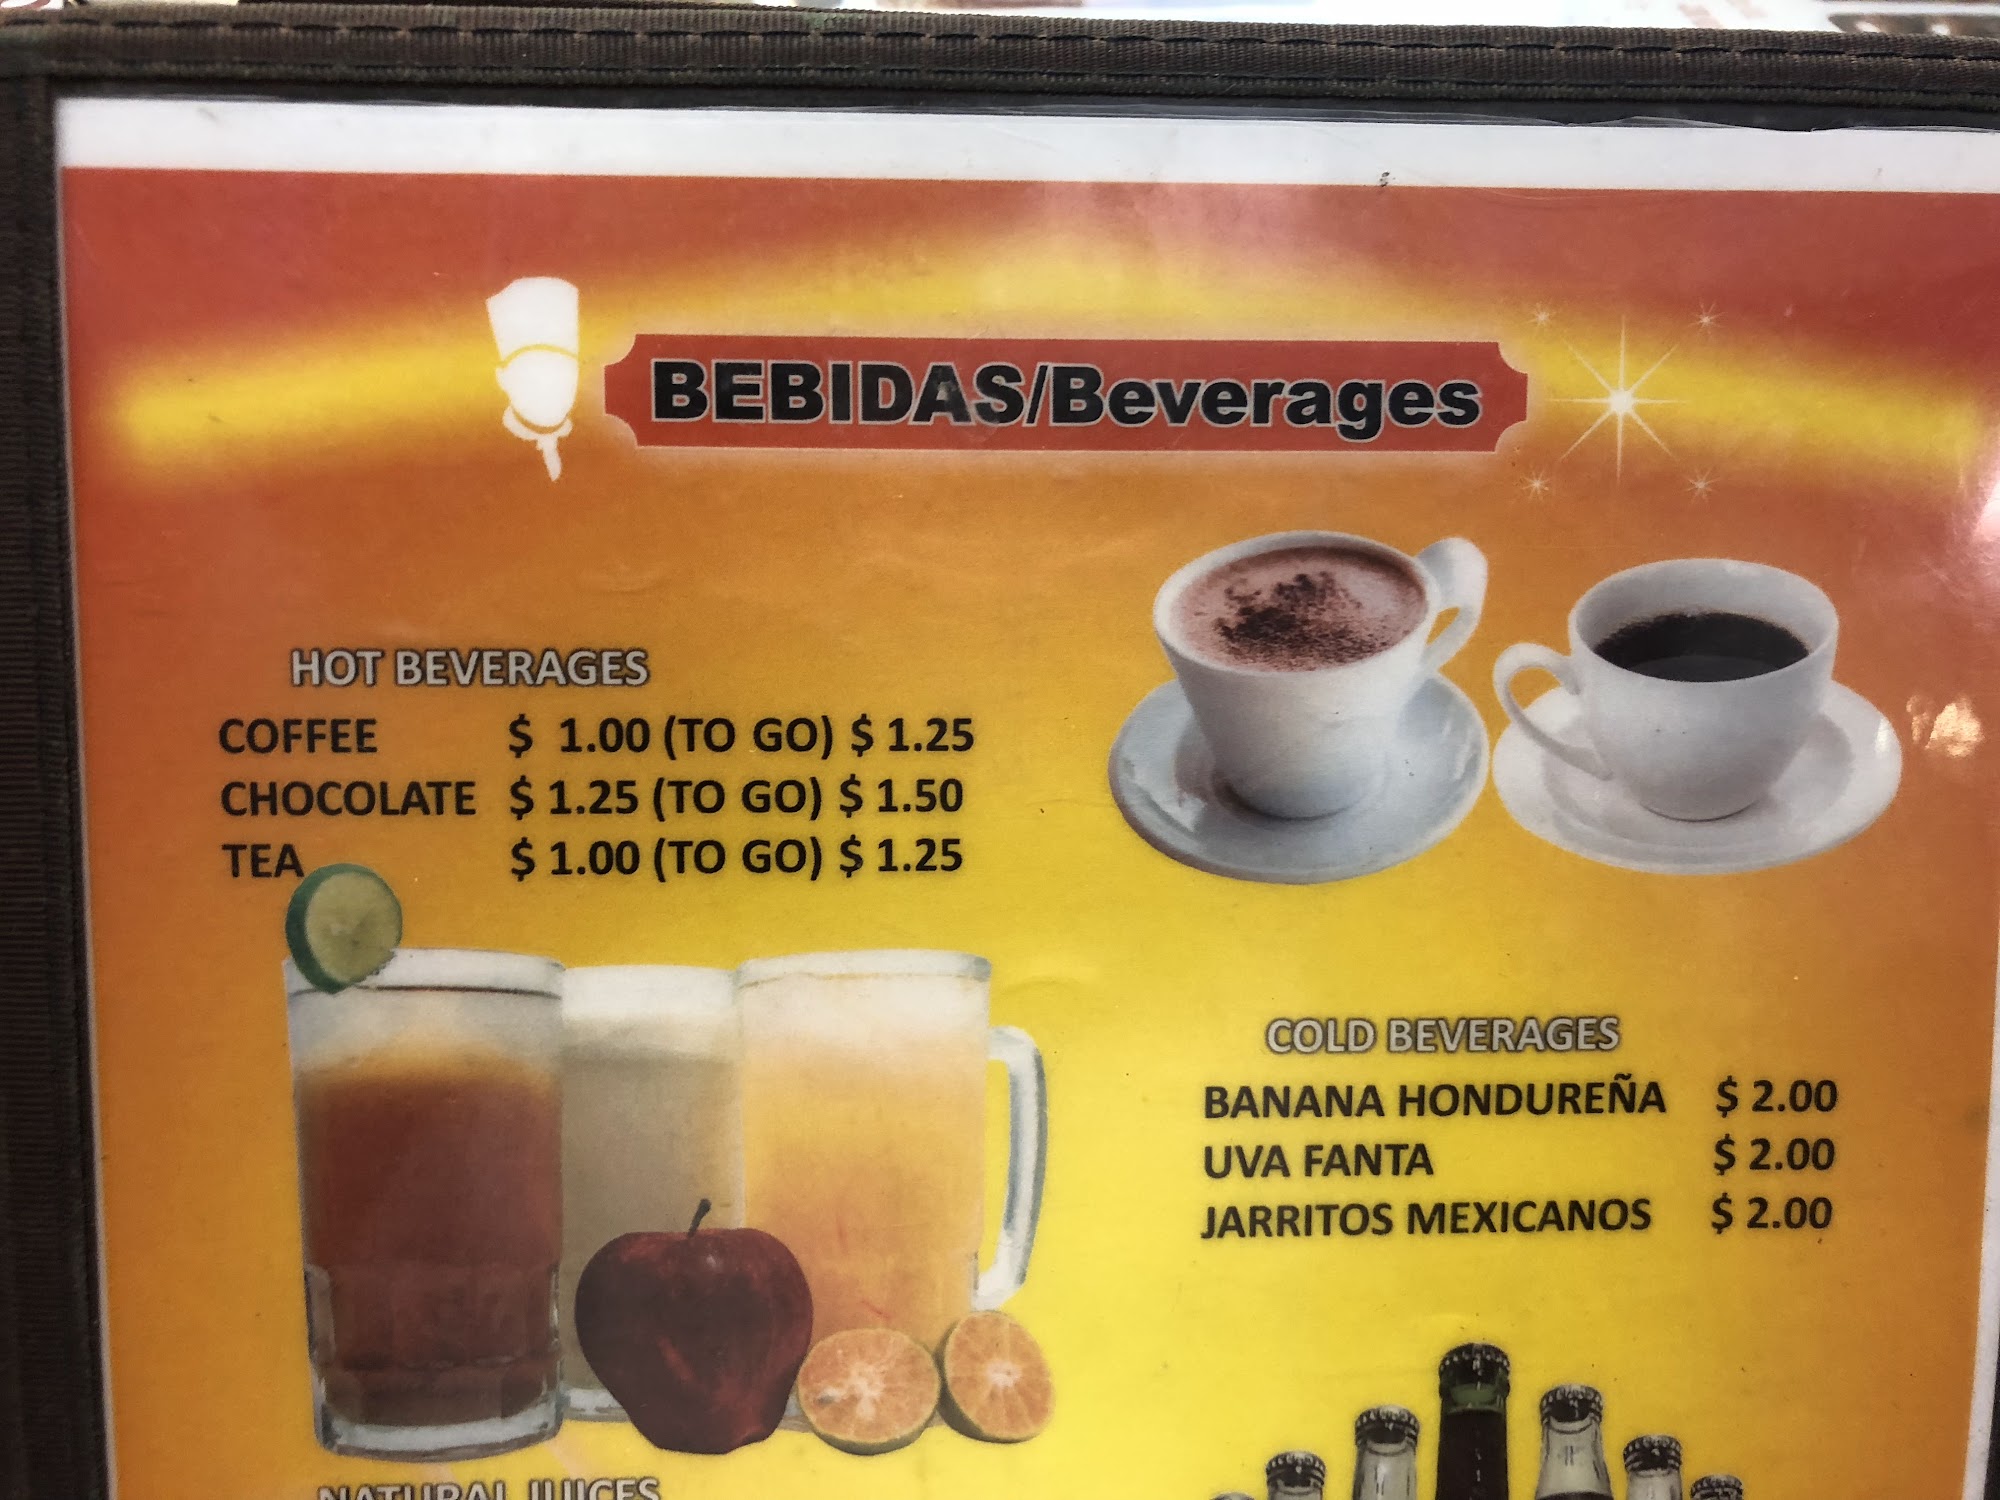 BEBIDAS/Beverages
HOT BEVERAGES
COFFEE $ 1.00 (TO GO) $ 1.25
CHOCOLATE $ 1.25 (TO GO) $ 1.50
TEA $ 1.00 (TO GO) $ 1.25
COLD BEVERAGES
BANANA HONDUREÑA $ 2.00
UVA FANTA $ 2.00
JARRITOS MEXICANOS $ 2.00
NATURAL JUICES